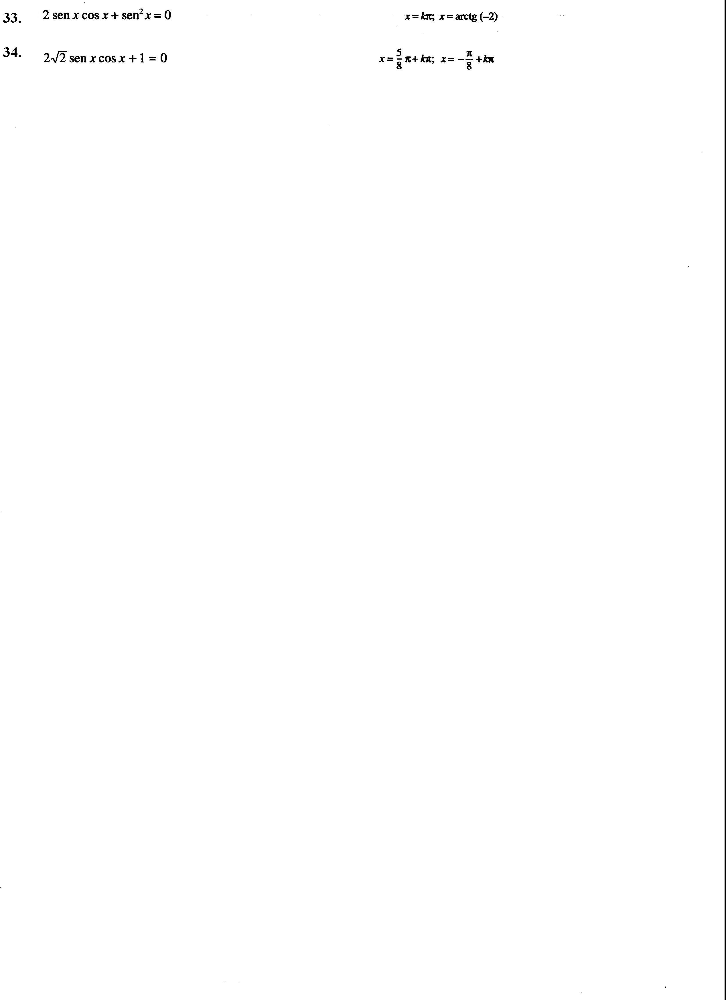 33. 2 sen x cos x + sen² x = 0 x = kπ; x = arctg (–2)
34. 2√2 sen x cos x + 1 = 0 x = 5/8 π + kπ; x = – π/8 + kπ